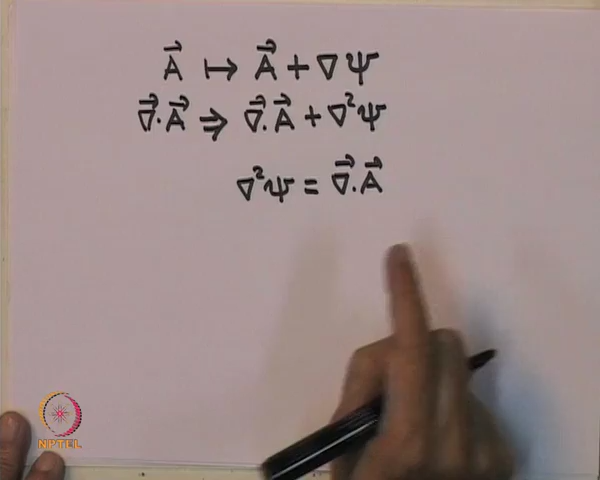 A⃗ ↦ A⃗ + ∇ψ
∇⃗.A⃗ ⇒ ∇⃗.A⃗ + ∇²ψ
∇²ψ = ∇⃗.A⃗
NPTEL